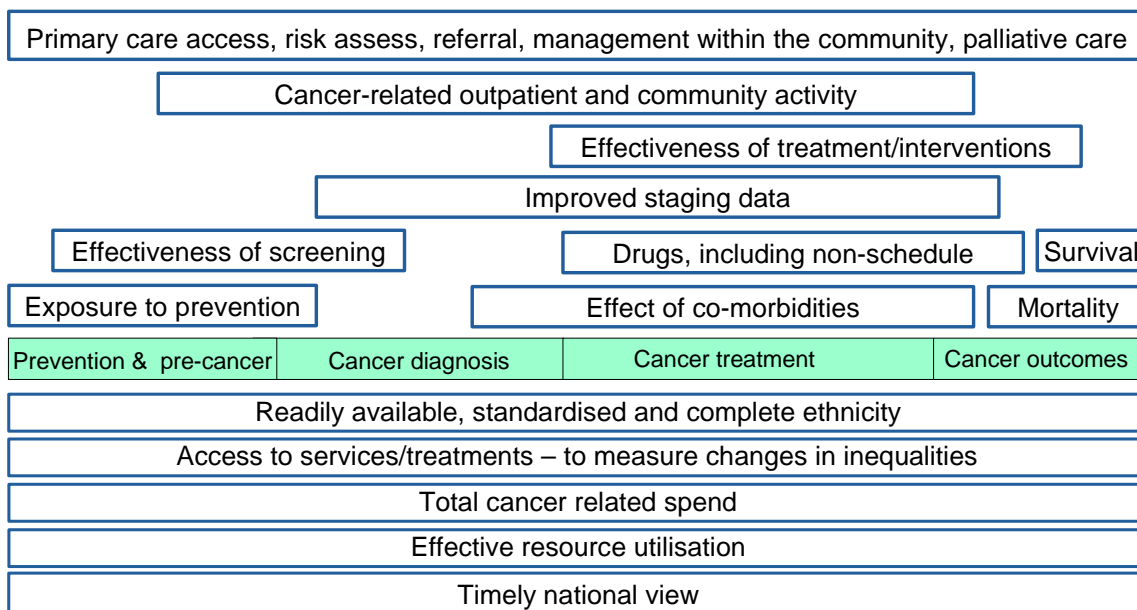 Primary care access, risk assess, referral, management within the community, palliative care
Cancer-related outpatient and community activity
Effectiveness of treatment/interventions
Improved staging data
Effectiveness of screening
Drugs, including non-schedule
Survival
Exposure to prevention
Effect of co-morbidities
Mortality
Prevention & pre-cancer
Cancer diagnosis
Cancer treatment
Cancer outcomes
Readily available, standardised and complete ethnicity
Access to services/treatments – to measure changes in inequalities
Total cancer related spend
Effective resource utilisation
Timely national view